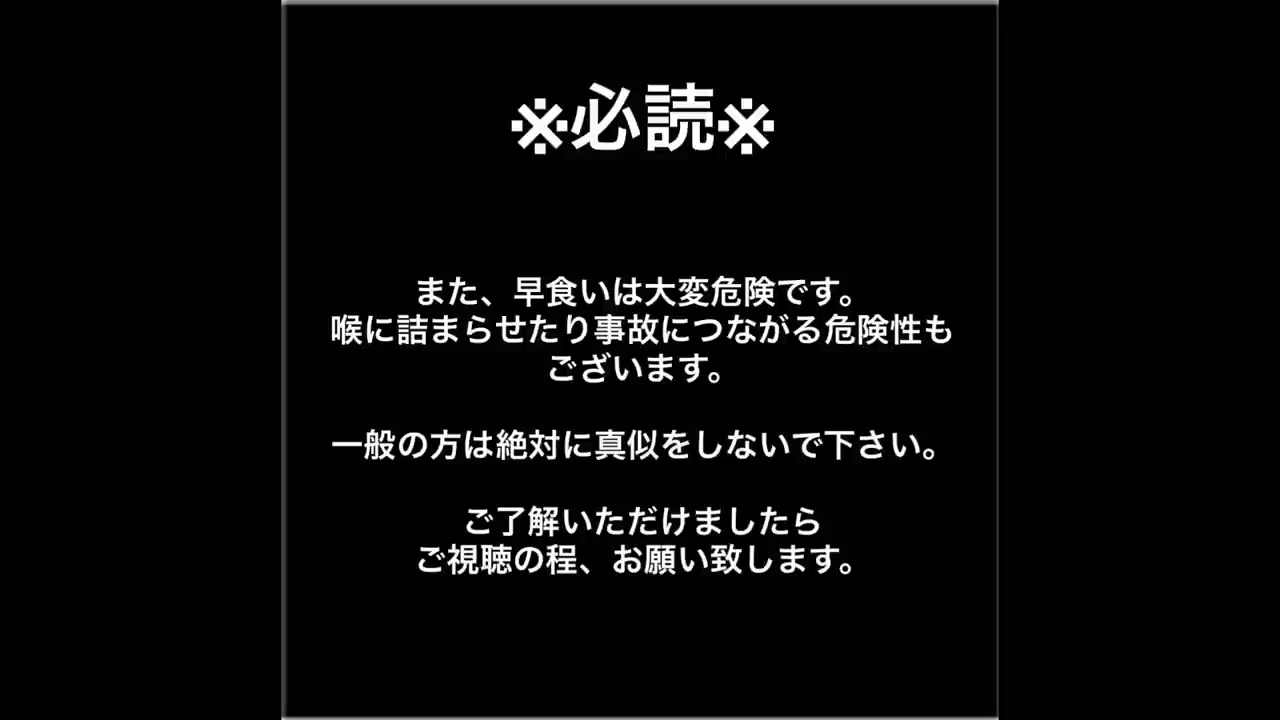 ※必読※
また、早食いは大変危険です。
喉に詰まらせたり事故につながる危険性も
ございます。
一般の方は絶対に真似をしないで下さい。
ご了解いただけましたら
ご視聴の程、お願い致します。